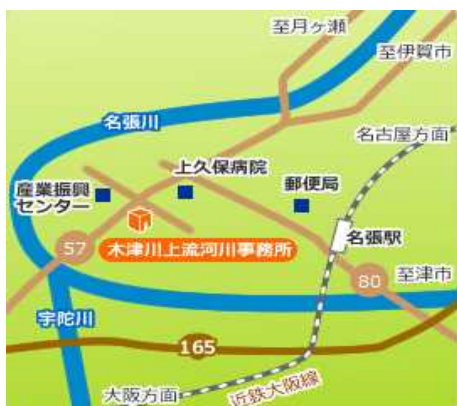 至月ヶ瀬
至伊賀市
名張川
名古屋方面
上久保病院
産業振興
センター
郵便局
57
木津川上流河川事務所
名張駅
80
至津市
宇陀川
165
大阪方面
近鉄大阪線